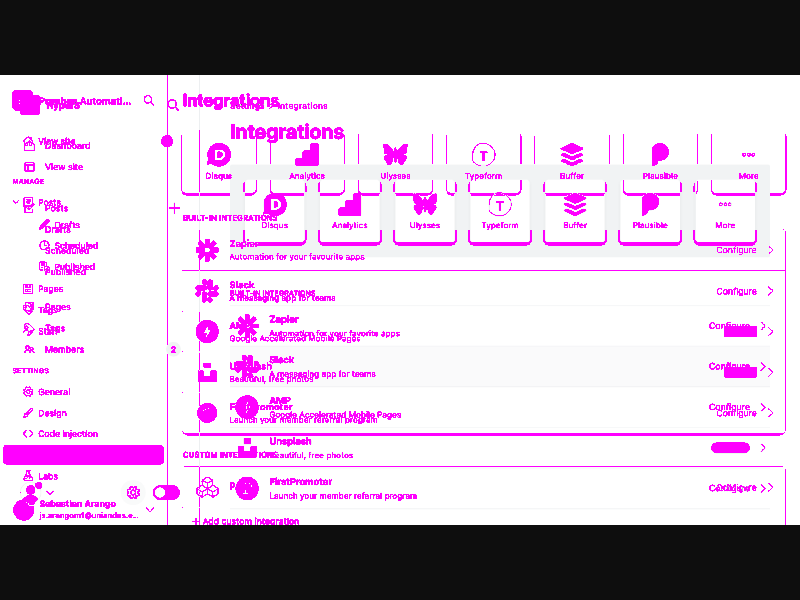 Integrations
Settings > Integrations
Integrations
View site
Dashboard
View site
Disqus
Analytics
Ulysses
Typeform
Buffer
Plausible
More
MANAGE
Posts
Posts
Drafts
Drafts
Scheduled
Scheduled
Published
Published
BUILT-IN INTEGRATIONS
Disqus
Analytics
Ulysses
Typeform
Buffer
Plausible
More
Zapier
Automation for your favourite apps
Configure
Slack
BUILT-IN INTEGRATIONS
A messaging app for teams
Configure
Pages
Pages
Tags
Tags
Staff
Members
2
Zapier
Automation for your favorite apps
AMP
Google Accelerated Mobile Pages
Configure
Slack
Unsplash
A messaging app for teams
Beautiful, free photos
Configure
SETTINGS
General
Design
Code injection
AMP
FirstPromoter
Google Accelerated Mobile Pages
Launch your member referral program
Configure
Configure
Unsplash
Beautiful, free photos
CUSTOM INTEGRATIONS
Labs
FirstPromoter
Launch your member referral program
Configure
Sebastian Arango
js.arangom1@uniandes.e...
Add custom integration